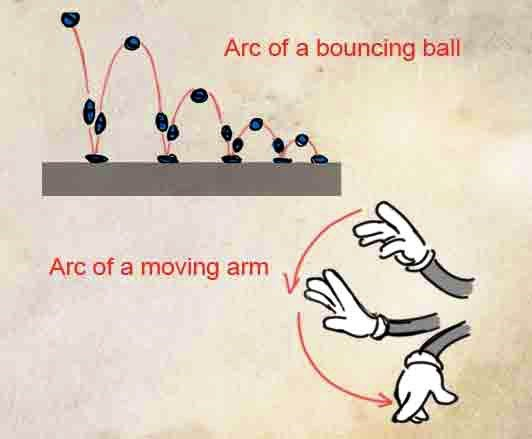 Arc of a bouncing ball
Arc of a moving arm